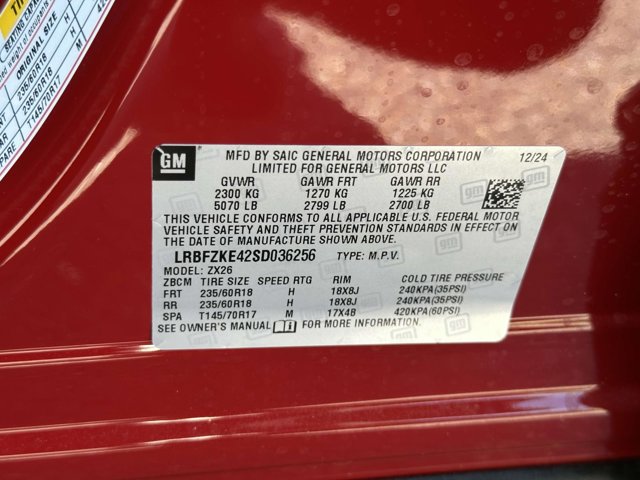 TI
SEATING CAPA
ORIGINAL SIZE
235/60R18
235/60R18
T145/70R17
GM
MFD BY SAIC GENERAL MOTORS CORPORATION 12/24
LIMITED FOR GENERAL MOTORS LLC
GVWR GAWR FRT GAWR RR
2300 KG 1270 KG 1225 KG
5070 LB 2799 LB 2700 LB
THIS VEHICLE CONFORMS TO ALL APPLICABLE U.S. FEDERAL MOTOR
VEHICLE SAFETY AND THEFT PREVENTION STANDARDS IN EFFECT ON
THE DATE OF MANUFACTURE SHOWN ABOVE.
LRBFZKE42SD036256 TYPE: M.P.V.
MODEL: ZX26
ZBCM TIRE SIZE SPEED RTG RIM COLD TIRE PRESSURE
FRT 235/60R18 H 18X8J 240KPA(35PSI)
RR 235/60R18 H 18X8J 240KPA(35PSI)
SPA T145/70R17 M 17X4B 420KPA(60PSI)
SEE OWNER'S MANUAL FOR MORE INFORMATION.